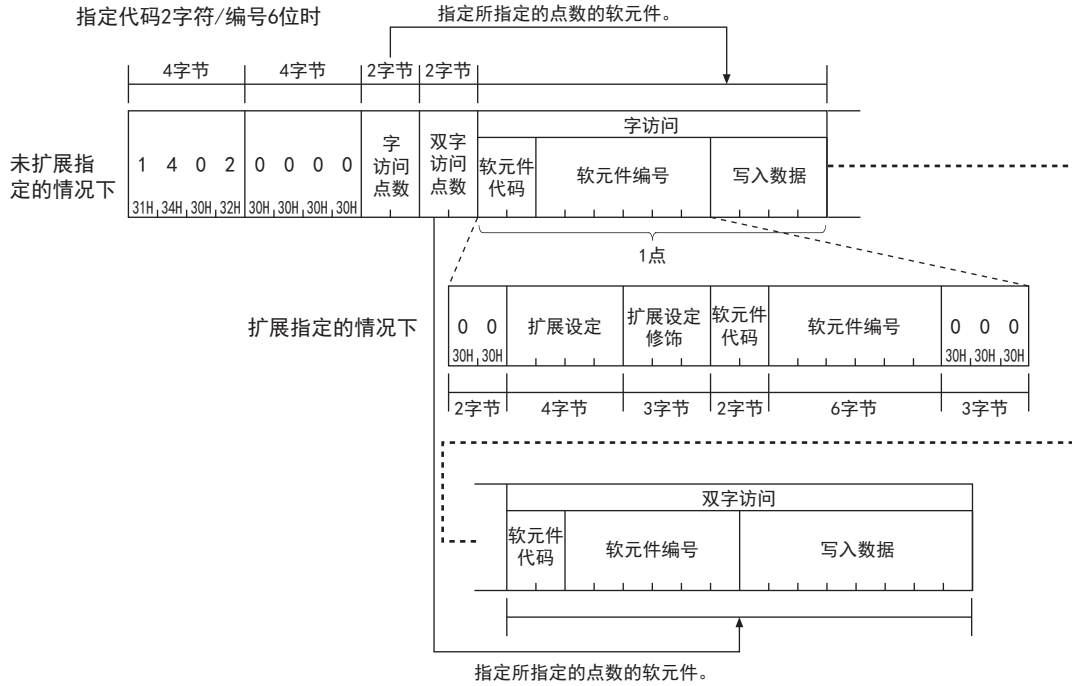 指定代码2字符/编号6位时
指定所指定的点数的软元件。
4字节 4字节 2字节 2字节
未扩展指
定的情况下
1 4 0 2 0 0 0 0
31H 34H 30H 32H 30H 30H 30H 30H
字
访问
点数
双字
访问
点数
字访问
软元件
代码
软元件编号
写入数据
1点
扩展指定的情况下
0 0
30H 30H
扩展设定
扩展设定
修饰
软元件
代码
软元件编号
0 0 0
30H 30H 30H
2字节 4字节 3字节 2字节 6字节 3字节
双字访问
软元件
代码
软元件编号
写入数据
指定所指定的点数的软元件。